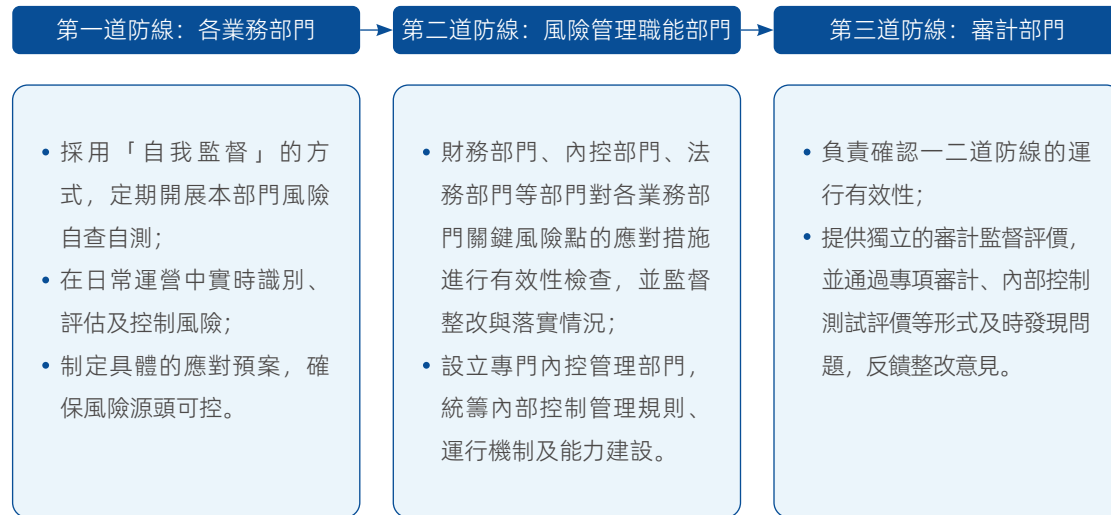 第一道防線：各業務部門
第二道防線：風險管理職能部門
第三道防線：審計部門
• 採用「自我監督」的方
式，定期開展本部門風險
自查自測；
• 在日常運營中實時識別、
評估及控制風險；
• 制定具體的應對預案，確
保風險源頭可控。
• 財務部門、內控部門、法
務部門等部門對各業務部
門關鍵風險點的應對措施
進行有效性檢查，並監督
整改與落實情況；
• 設立專門內控管理部門，
統籌內部控制管理規則、
運行機制及能力建設。
• 負責確認一二道防線的運
行有效性；
• 提供獨立的審計監督評價，
並通過專項審計、內部控制
測試評價等形式及時發現問
題，反饋整改意見。